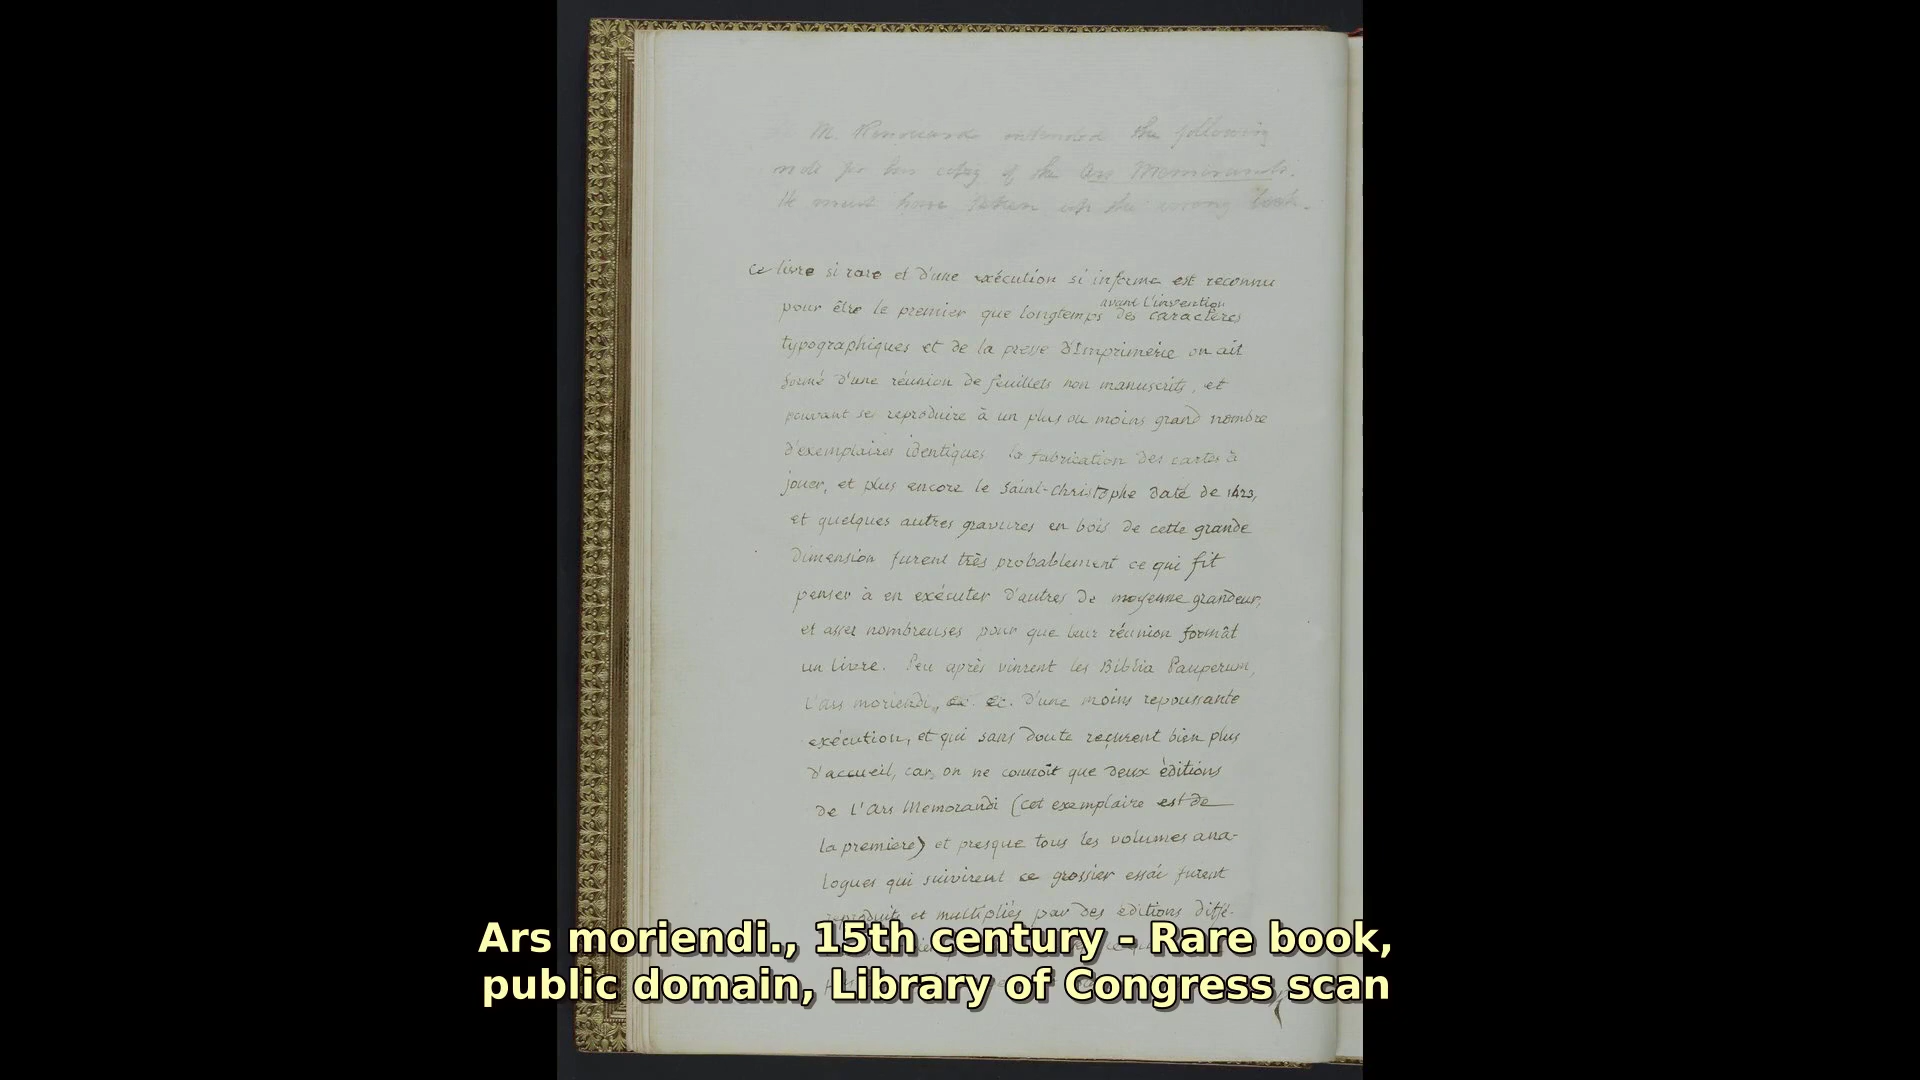 M. Renouard intended the following
note for his copy of the Ars Memorandi.
He must have taken up the wrong book.
Ce livre si rare et d'une exécution si informe est reconnu
avant l'invention
pour être le premier que longtemps des caractères
typographiques et de la presse d'Imprimerie on ait
formé d'une réunion de feuillets non manuscrits, et
pouvant se reproduire à un plus ou moins grand nombre
d'exemplaires identiques. la fabrication des cartes à
jouer, et plus encore le Saint-Christophe daté de 1423,
et quelques autres gravures en bois de cette grande
dimension furent très probablement ce qui fit
penser à en exécuter d'autres de moyenne grandeur,
et assez nombreuses pour que leur réunion formât
un livre. Peu après vinrent les Biblia Pauperum,
l'Ars moriendi, &c. &c. d'une moins repoussante
exécution, et qui sans doute reçurent bien plus
d'accueil, car, on ne connoît que deux éditions
de l'Ars Memorandi (cet exemplaire est de
la premiere) et presque tous les volumes ana-
logues qui suivirent ce grossier essai furent
reproduits et multipliés par des éditions diffé-
Ars moriendi., 15th century - Rare book,
public domain, Library of Congress scan